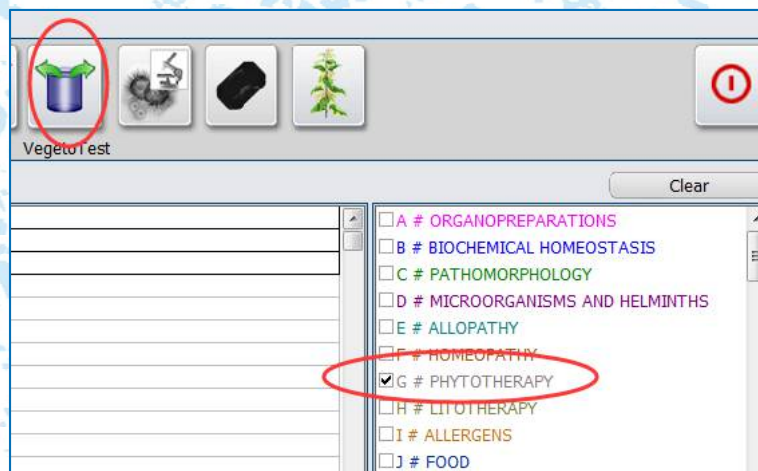 VegetoTest
Clear
A # ORGANOPREPARATIONS
B # BIOCHEMICAL HOMEOSTASIS
C # PATHOMORPHOLOGY
D # MICROORGANISMS AND HELMINTHS
E # ALLOPATHY
F # HOMEOPATHY
G # PHYTOTHERAPY
H # LITOTHERAPY
I # ALLERGENS
J # FOOD